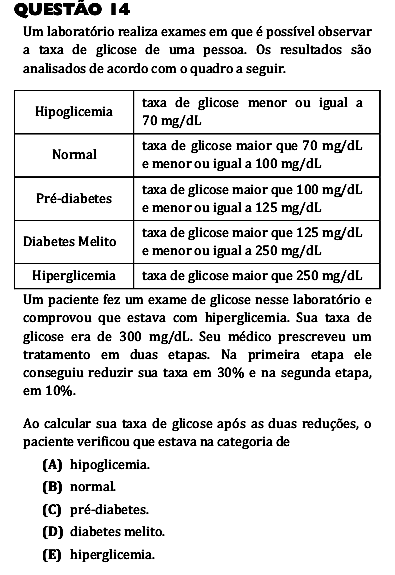 QUESTÃO 14
Um laboratório realiza exames em que é possível observar
a taxa de glicose de uma pessoa. Os resultados são
analisados de acordo com o quadro a seguir.
Hipoglicemia
taxa de glicose menor ou igual a
70 mg/dL
Normal
taxa de glicose maior que 70 mg/dL
e menor ou igual a 100 mg/dL
Pré-diabetes
taxa de glicose maior que 100 mg/dL
e menor ou igual a 125 mg/dL
Diabetes Melito
taxa de glicose maior que 125 mg/dL
e menor ou igual a 250 mg/dL
Hiperglicemia
taxa de glicose maior que 250 mg/dL
Um paciente fez um exame de glicose nesse laboratório e
comprovou que estava com hiperglicemia. Sua taxa de
glicose era de 300 mg/dL. Seu médico prescreveu um
tratamento em duas etapas. Na primeira etapa ele
conseguiu reduzir sua taxa em 30% e na segunda etapa,
em 10%.
Ao calcular sua taxa de glicose após as duas reduções, o
paciente verificou que estava na categoria de
(A) hipoglicemia.
(B) normal.
(C) pré-diabetes.
(D) diabetes melito.
(E) hiperglicemia.